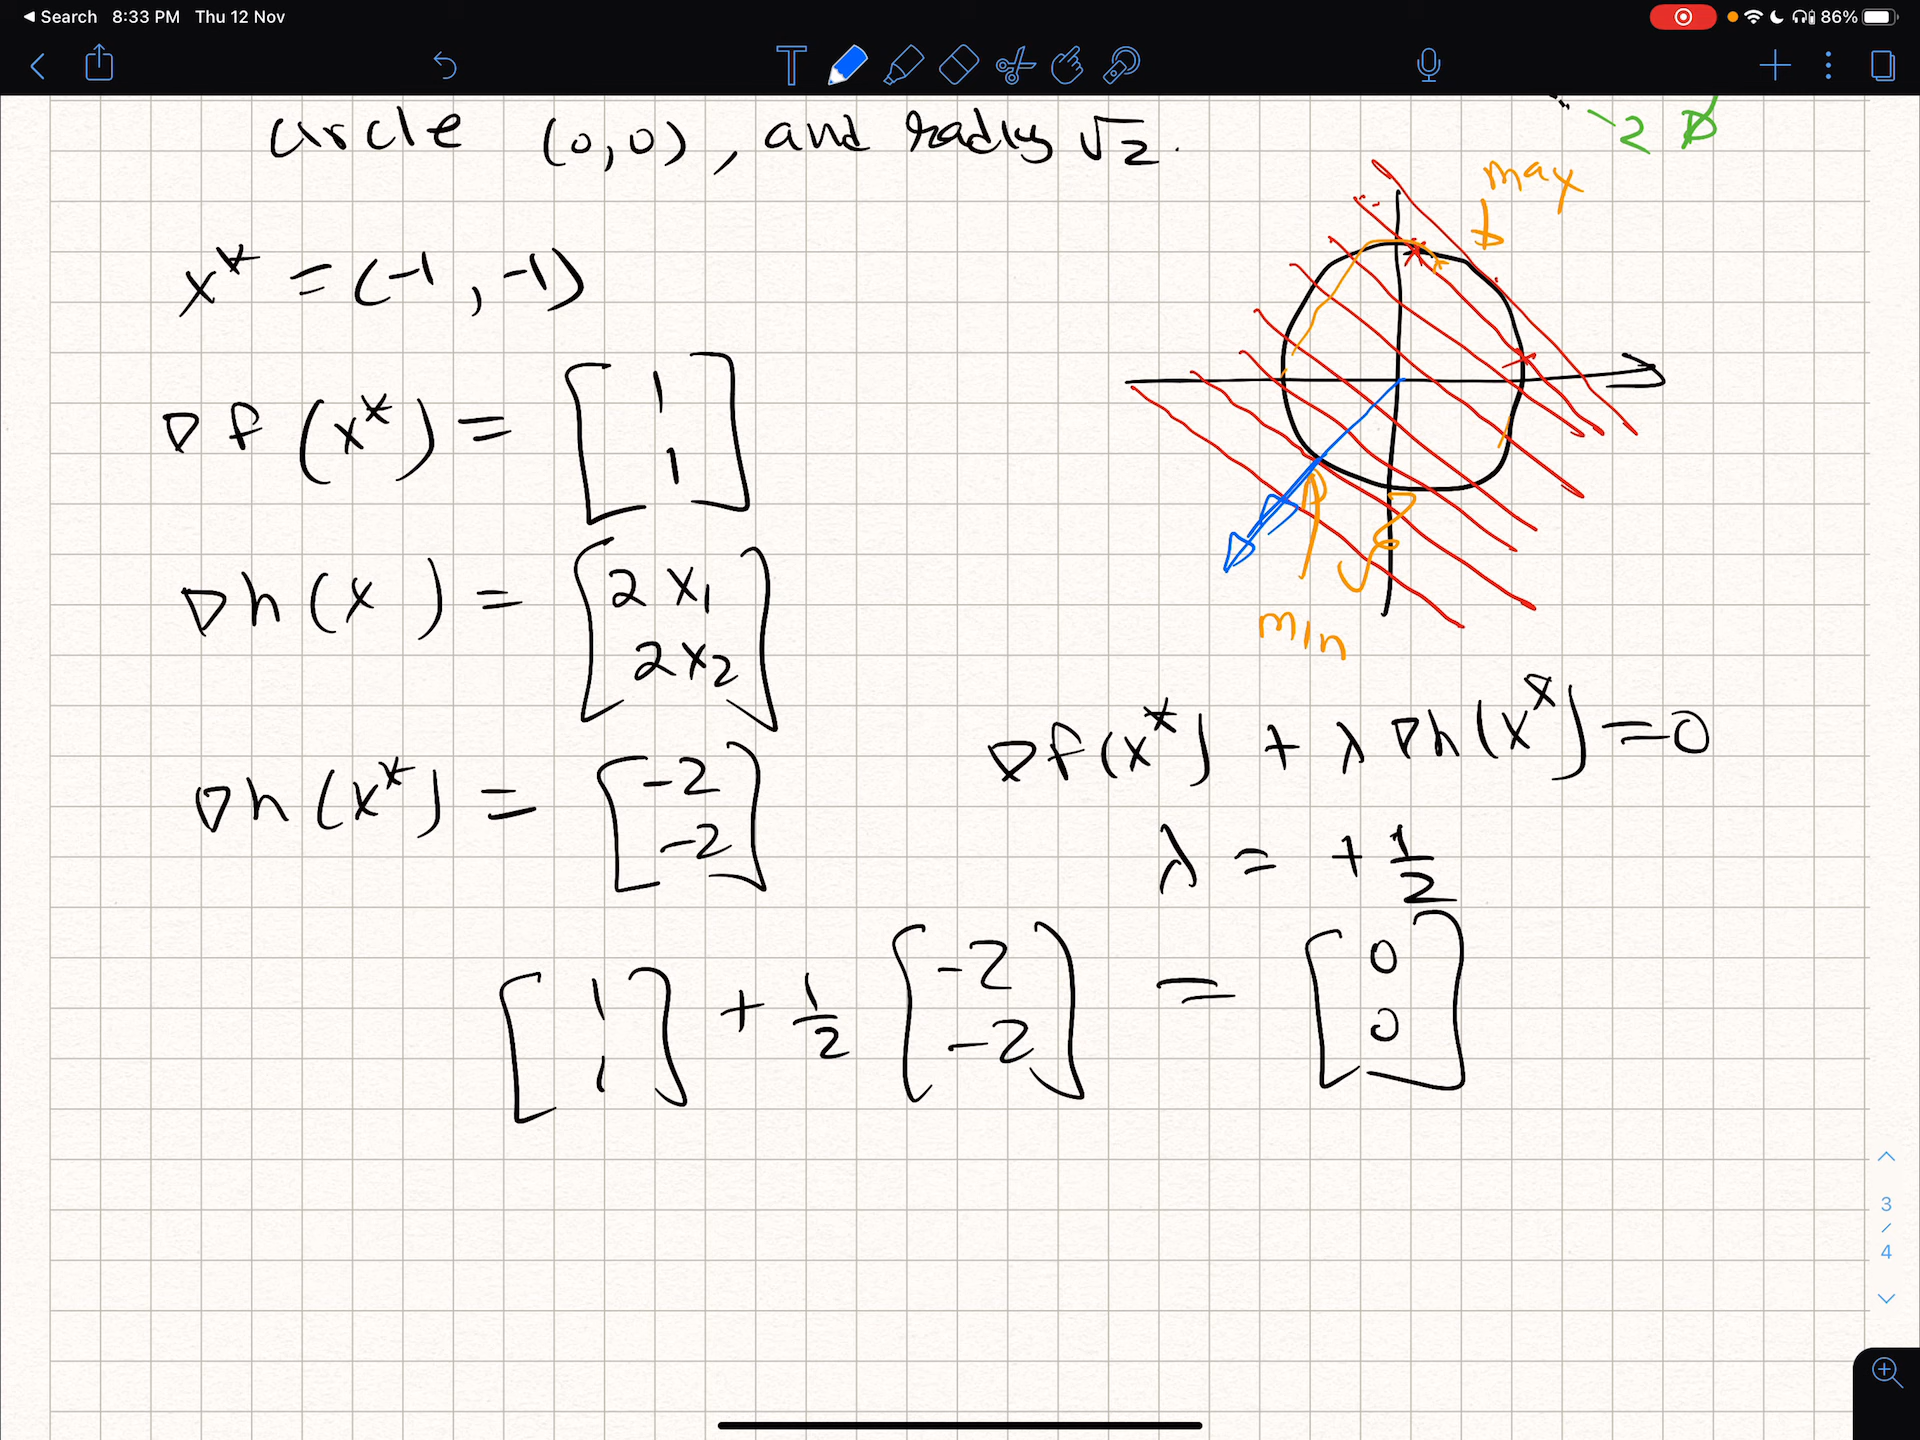 Search 8:33 PM Thu 12 Nov 86%
circle (0,0), and radius √2.
-2
max
x* = (-1, -1)
∇f(x*) = [1 1]
∇h(x) = [2x₁ 2x₂]
min
∇f(x*) + λ∇h(x*) = 0
∇h(x*) = [-2 -2]
λ = + 1/2
[1 1] + 1/2 [-2 -2] = [0 0]
3
/
4